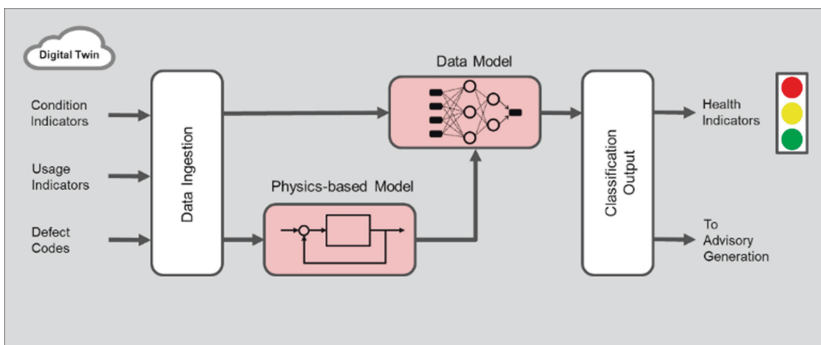 Digital Twin
Condition
Indicators
Usage
Indicators
Defect
Codes
Data Ingestion
Physics-based Model
Data Model
Classification
Output
Health
Indicators
To
Advisory
Generation